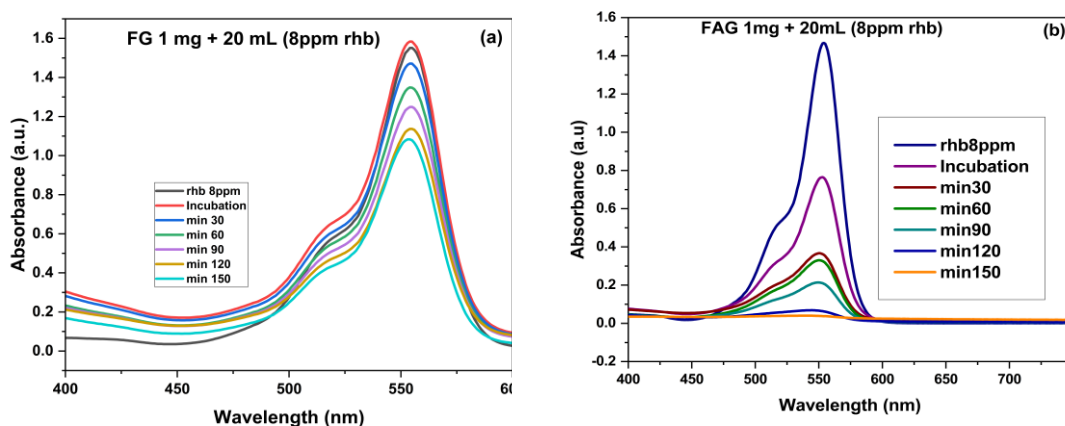 FG 1 mg + 20 mL (8ppm rhb)
(a)
Absorbance (a.u.)
1.6
1.4
1.2
1.0
0.8
0.6
0.4
0.2
0.0
rhb 8ppm
Incubation
min 30
min 60
min 90
min 120
min 150
400
450
500
550
Wavelength (nm)
FAG 1mg + 20mL (8ppm rhb)
(b)
Absorbance (a.u)
1.6
1.4
1.2
1.0
0.8
0.6
0.4
0.2
0.0
-0.2
rhb8ppm
Incubation
min30
min60
min90
min120
min150
400
450
500
550
600
650
700
Wavelength (nm)